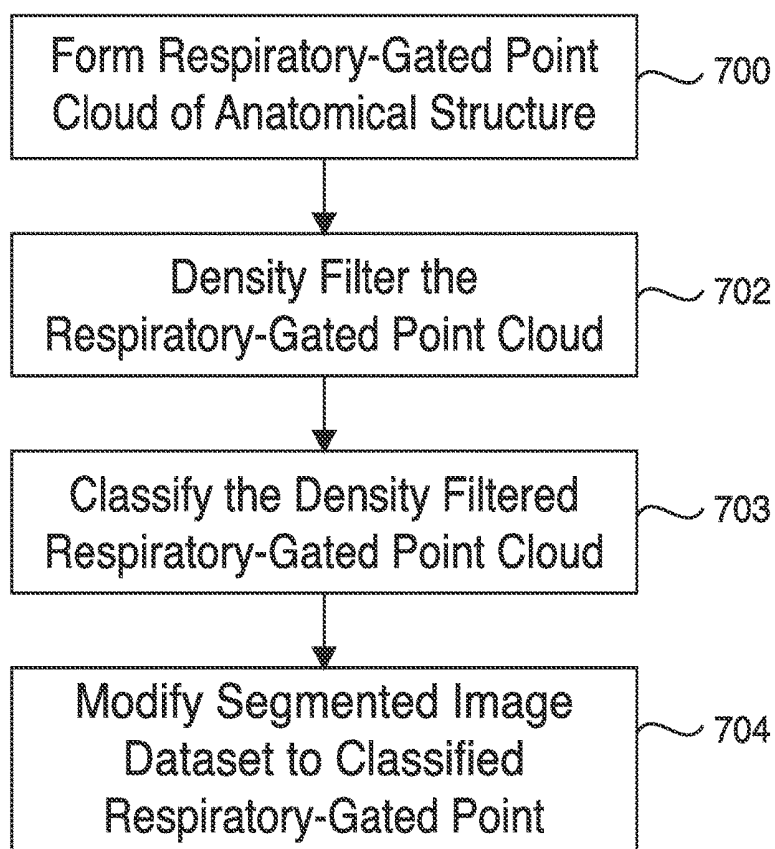 Form Respiratory-Gated Point
Cloud of Anatomical Structure
700
Density Filter the
Respiratory-Gated Point Cloud
702
Classify the Density Filtered
Respiratory-Gated Point Cloud
703
Modify Segmented Image
Dataset to Classified
Respiratory-Gated Point
704